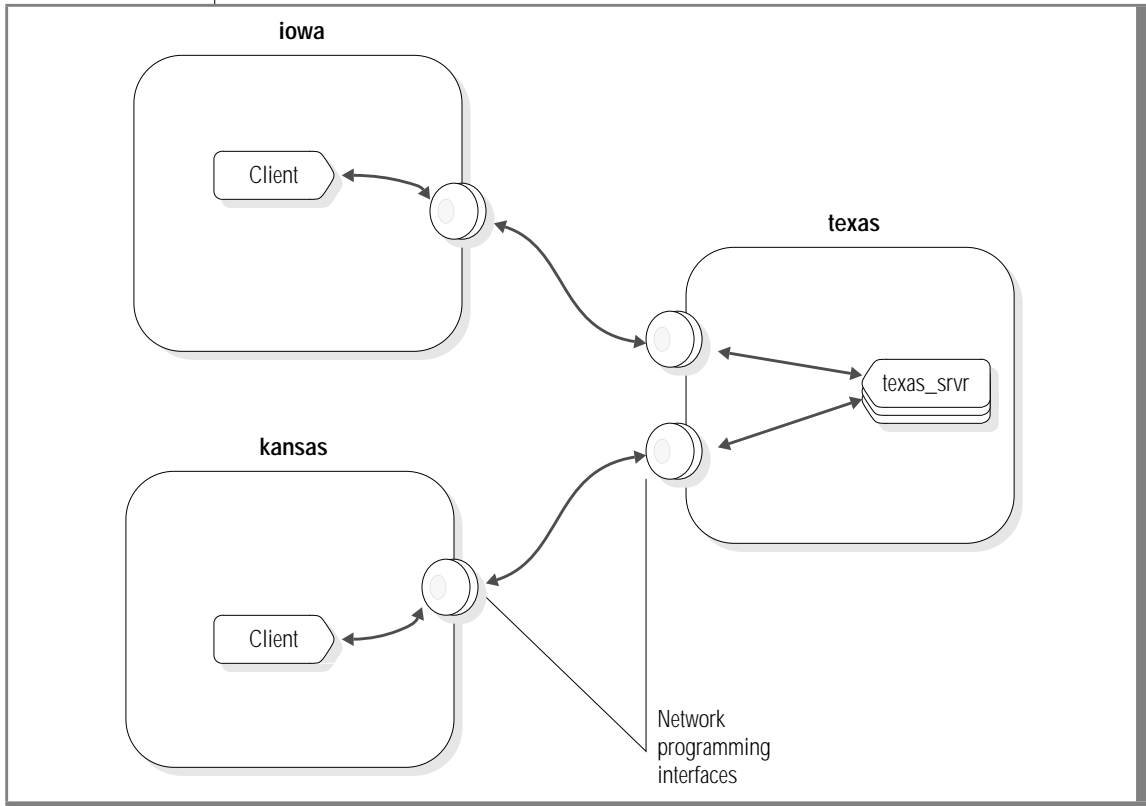 iowa
Client
texas
texas_srvr
kansas
Client
Network
programming
interfaces